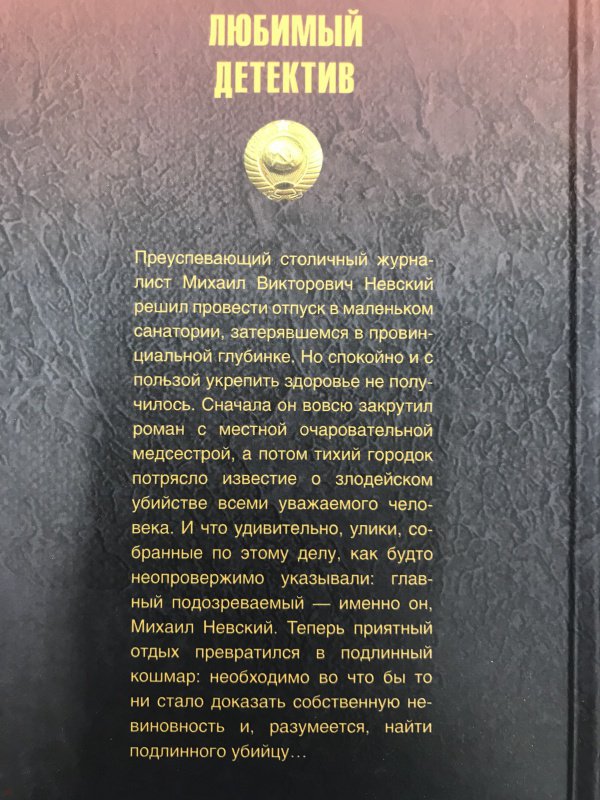 ЛЮБИМЫЙ
ДЕТЕКТИВ
Преуспевающий столичный журна-
лист Михаил Викторович Невский
решил провести отпуск в маленьком
санатории, затерявшемся в провин-
циальной глубинке. Но спокойно и с
пользой укрепить здоровье не полу-
чилось. Сначала он вовсю закрутил
роман с местной очаровательной
медсестрой, а потом тихий городок
потрясло известие о злодейском
убийстве всеми уважаемого чело-
века. И что удивительно, улики, со-
бранные по этому делу, как будто
неопровержимо указывали: глав-
ный подозреваемый — именно он,
Михаил Невский. Теперь приятный
отдых превратился в подлинный
кошмар: необходимо во что бы то
ни стало доказать собственную не-
виновность и, разумеется, найти
подлинного убийцу...